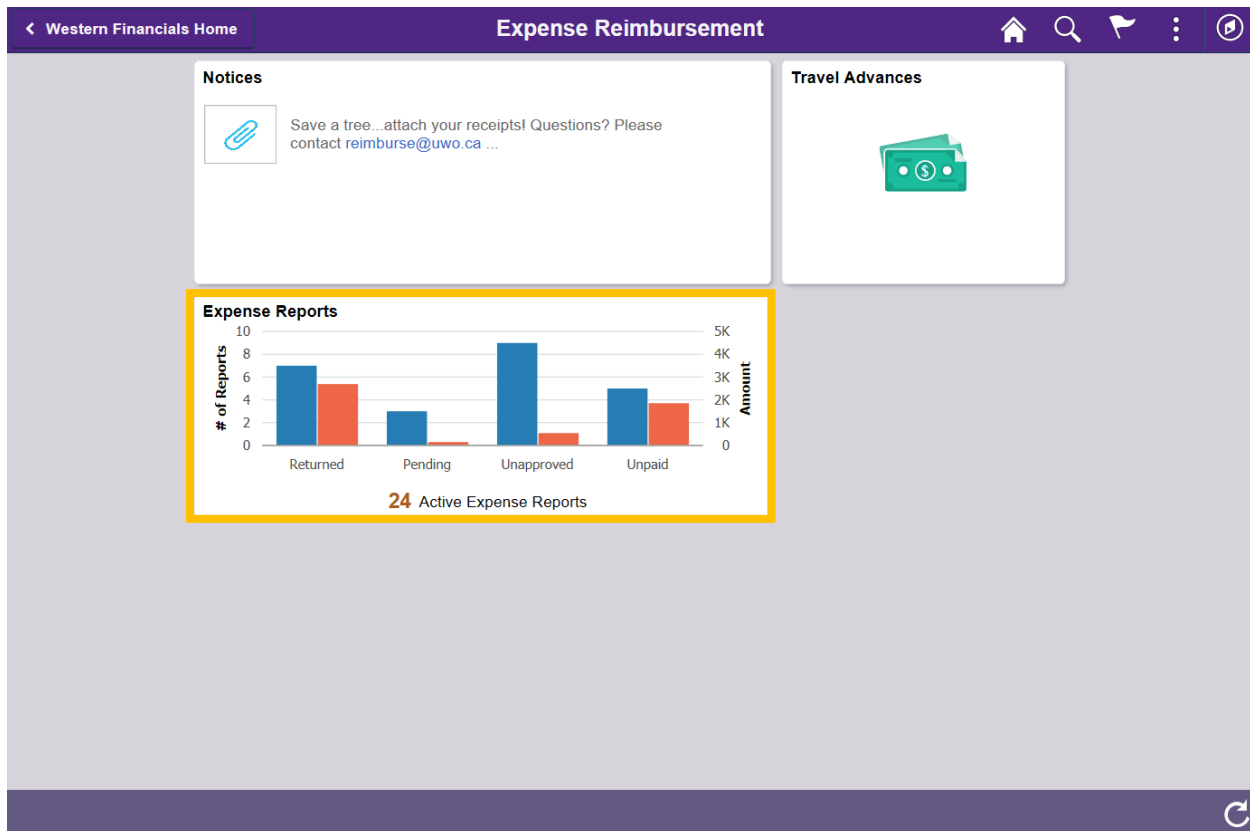 Western Financials Home
Expense Reimbursement
Notices
Save a tree...attach your receipts! Questions? Please
contact reimburse@uwo.ca ...
Travel Advances
$
Expense Reports
# of Reports
10
8
6
4
2
0
5K
4K
3K
2K
1K
0
Amount
Returned
Pending
Unapproved
Unpaid
24 Active Expense Reports